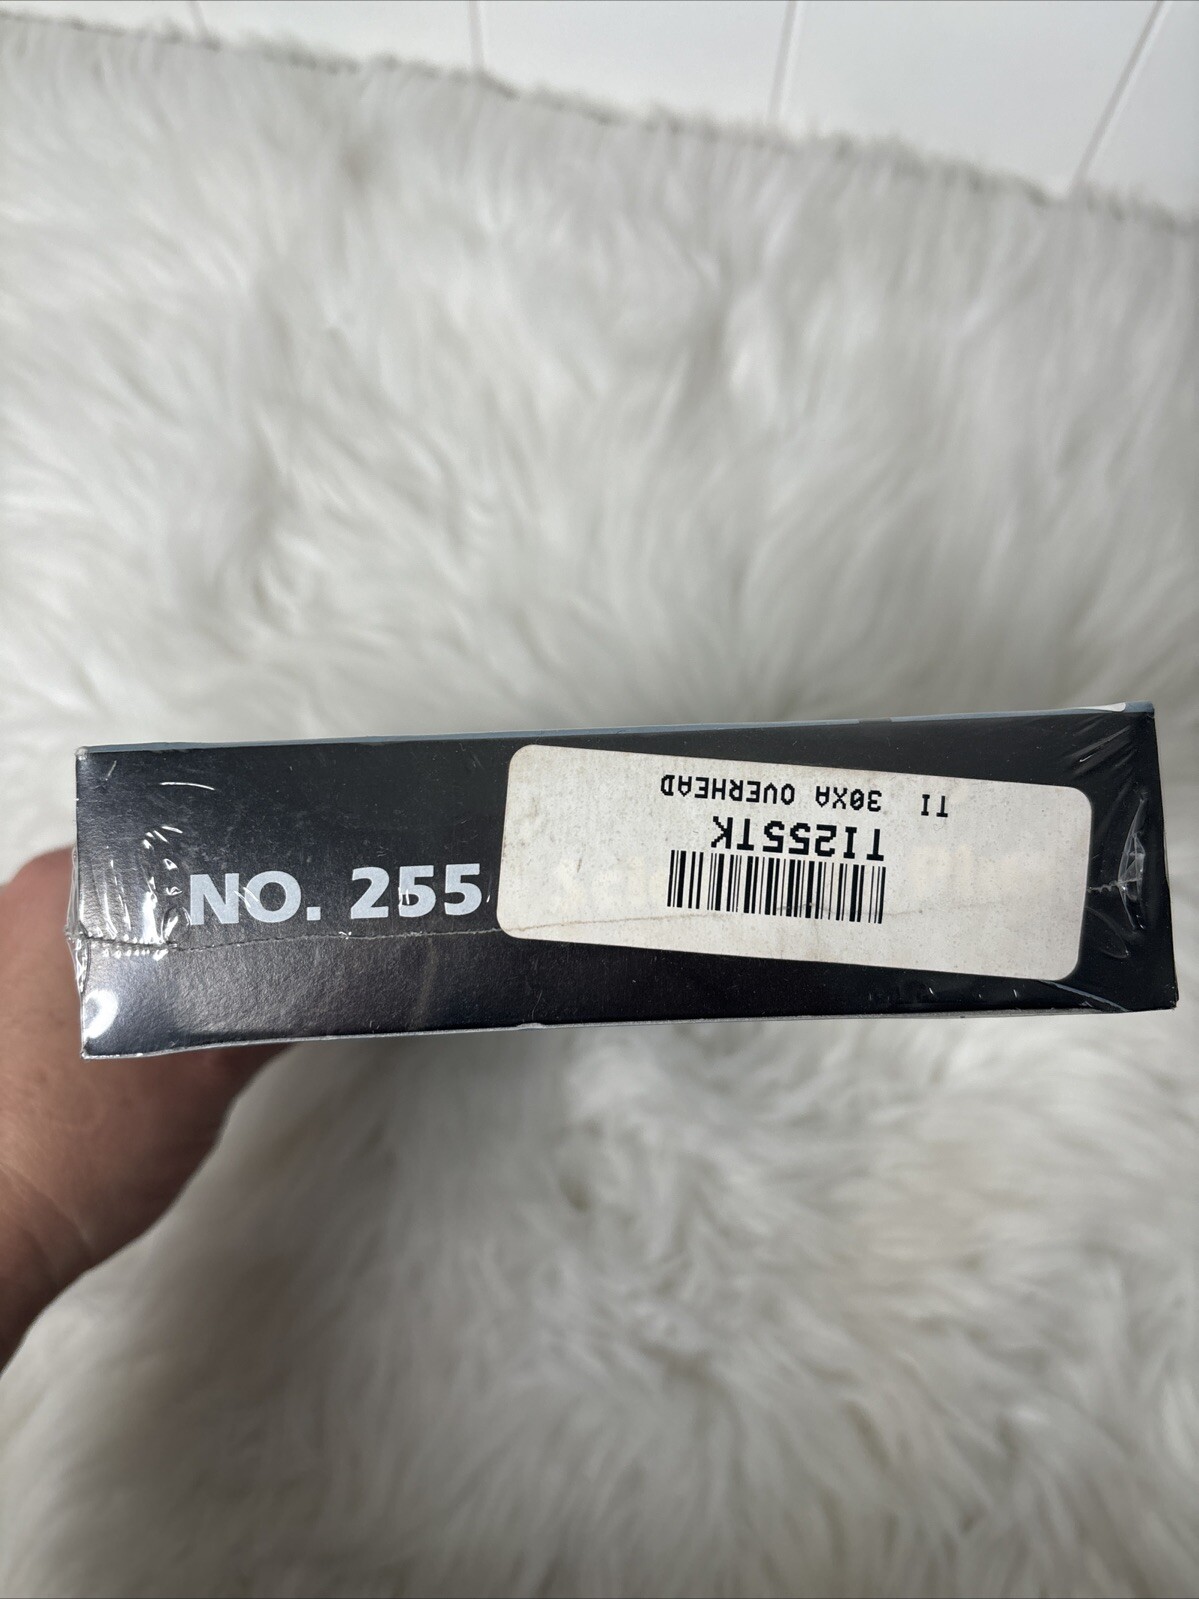 NO. 255
TI 30XA OVERHEAD
TI255TK